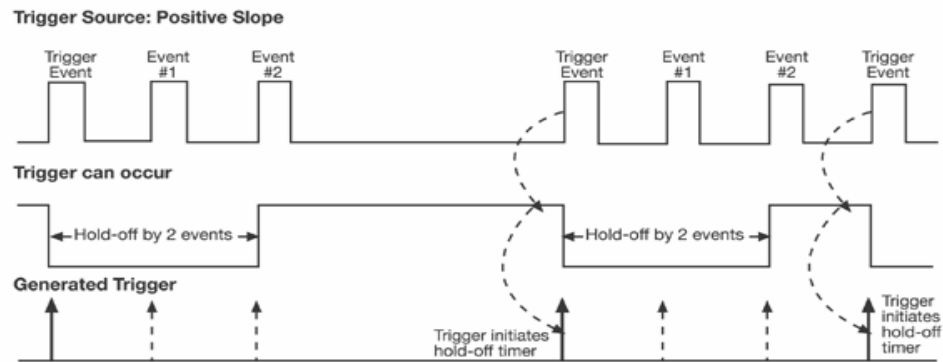 Trigger Source: Positive Slope
Trigger
Event
Event
#1
Event
#2
Trigger
Event
Event
#1
Event
#2
Trigger
Event
Trigger can occur
Hold-off by 2 events
Hold-off by 2 events
Generated Trigger
Trigger initiates
hold-off timer
Trigger
initiates
hold-off
timer